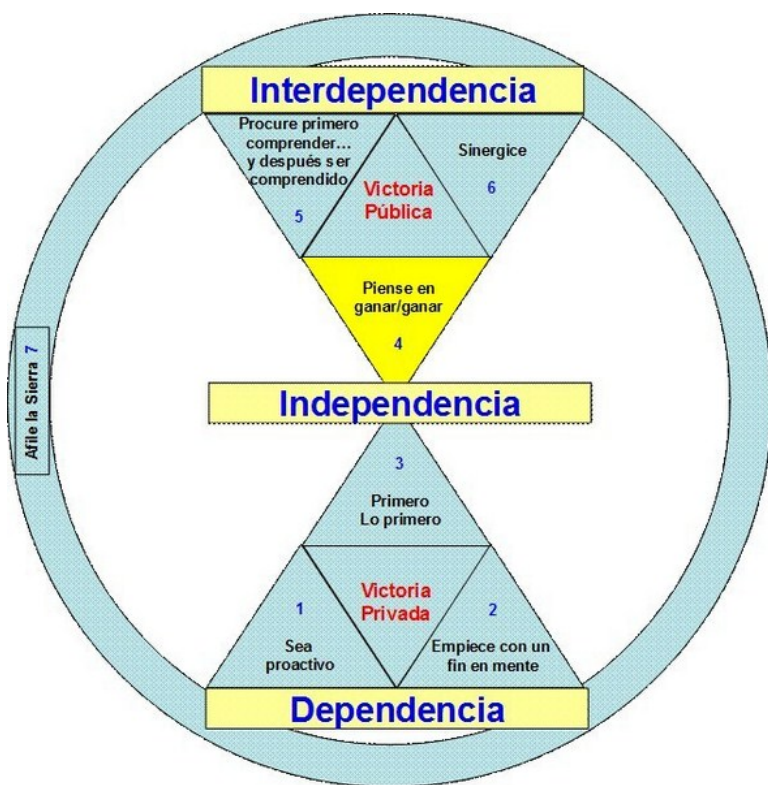 Interdependencia
Procure primero
comprender...
y después ser
comprendido
5
Victoria
Pública
Sinergice
6
Piense en
ganar/ganar
4
Afile la Sierra 7
Independencia
3
Primero
Lo primero
Victoria
Privada
1
Sea
proactivo
2
Empiece con un
fin en mente
Dependencia